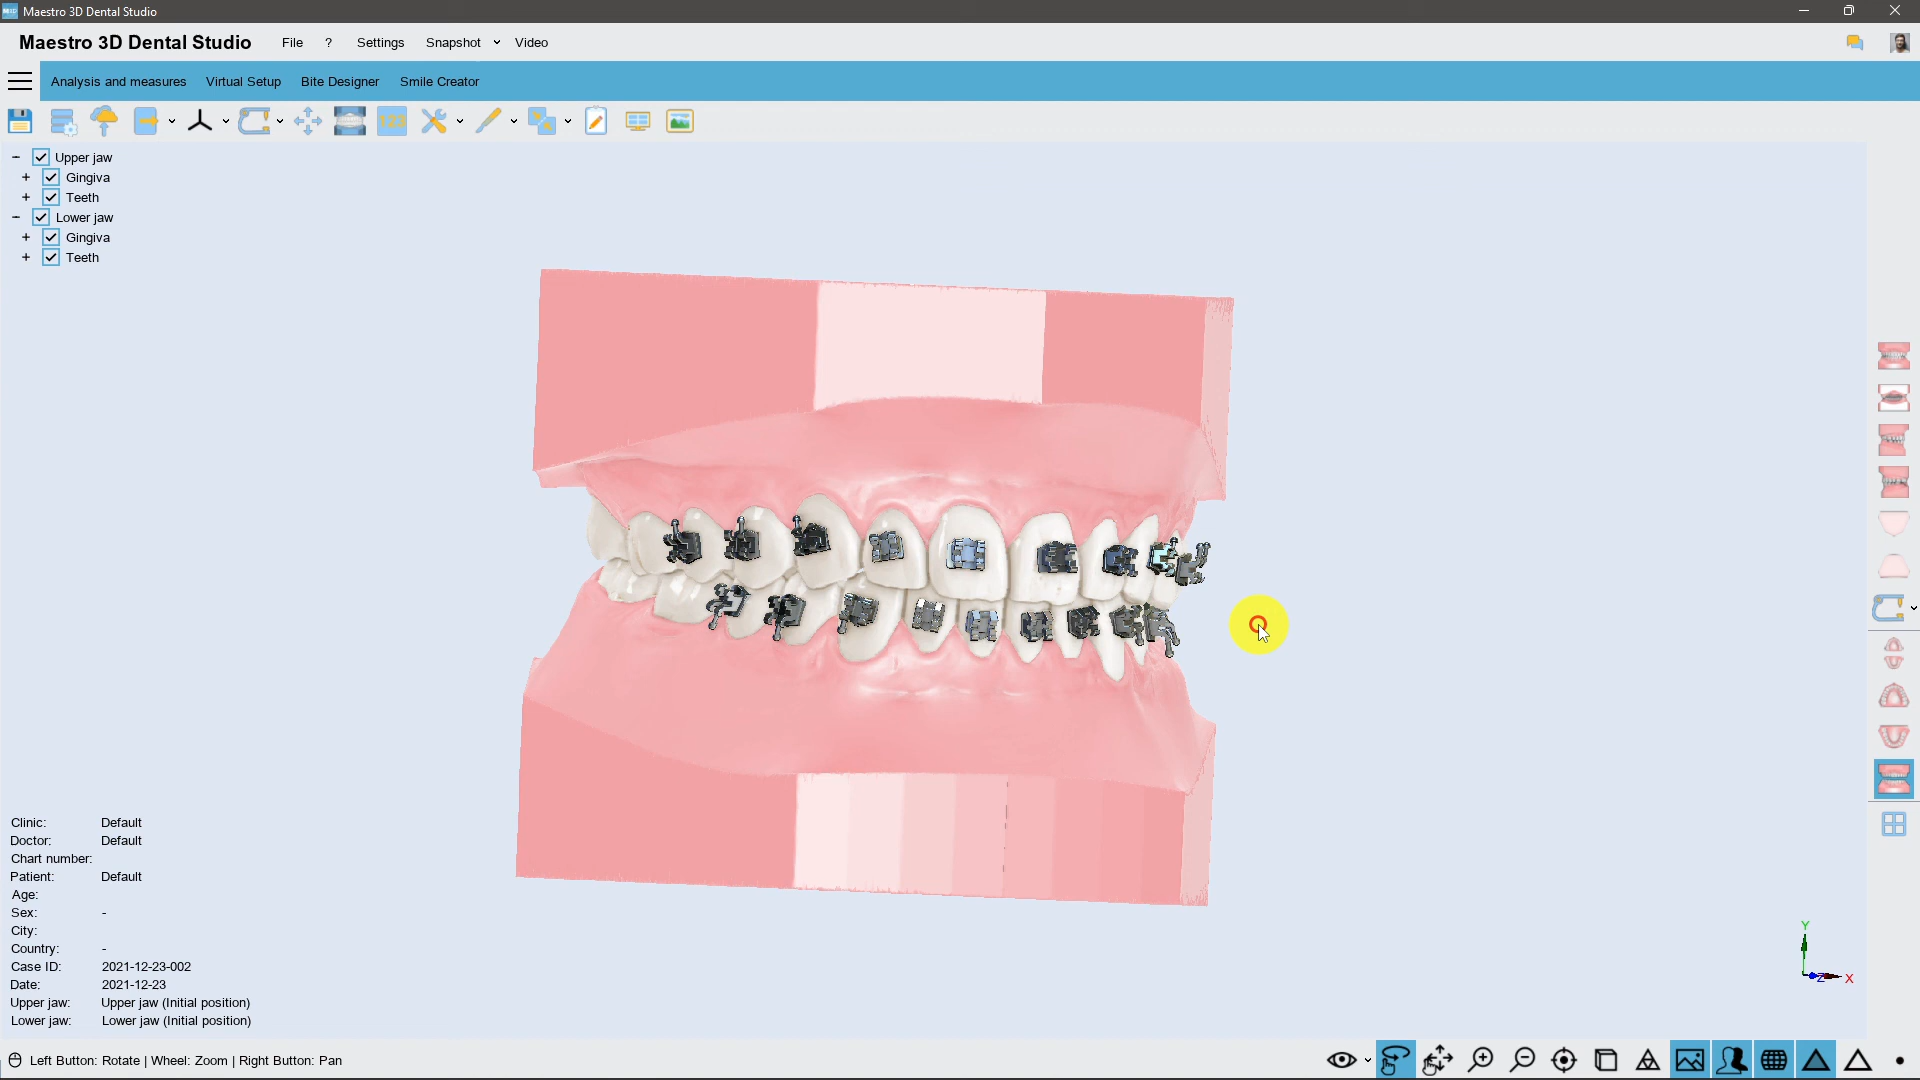 Maestro 3D Dental Studio
Maestro 3D Dental Studio File ? Settings Snapshot Video
Analysis and measures Virtual Setup Bite Designer Smile Creator
123
Upper jaw
Gingiva
Teeth
Lower jaw
Gingiva
Teeth
Clinic: Default
Doctor: Default
Chart number:
Patient: Default
Age:
Sex: -
City:
Country: -
Case ID: 2021-12-23-002
Date: 2021-12-23
Upper jaw: Upper jaw (Initial position)
Lower jaw: Lower jaw (Initial position)
Y
Z X
Left Button: Rotate | Wheel: Zoom | Right Button: Pan